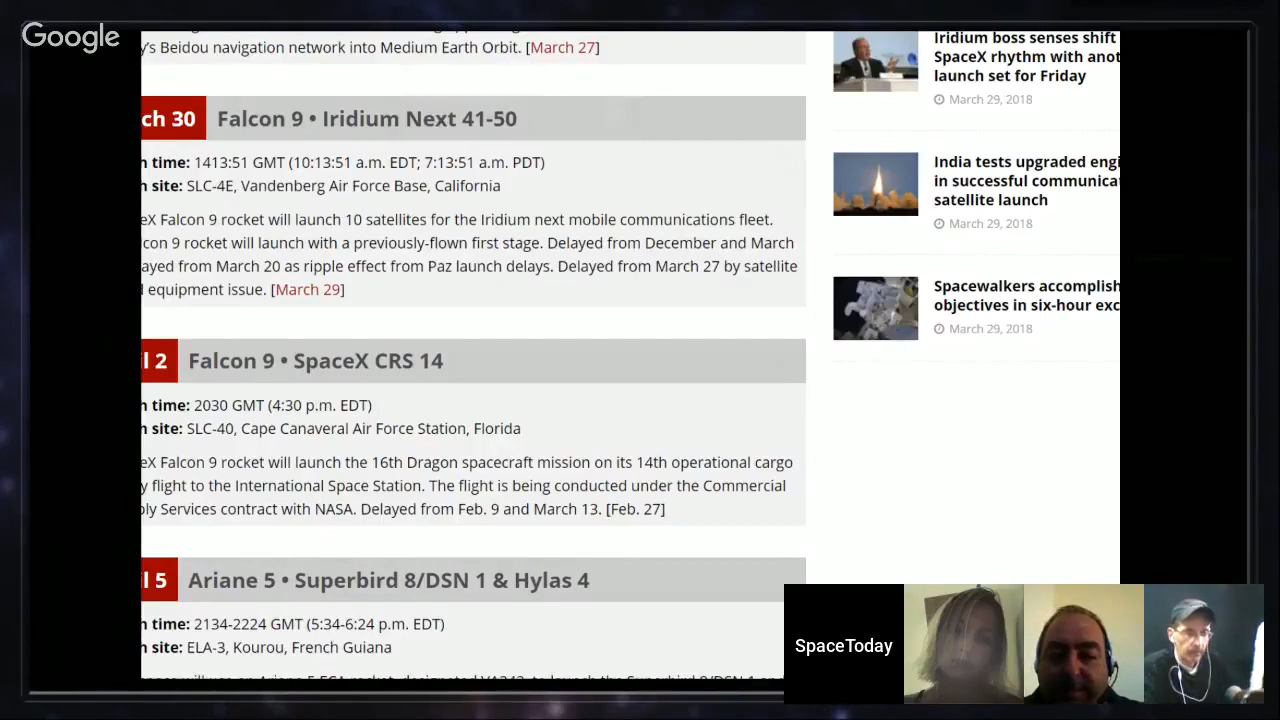 Google
y's Beidou navigation network into Medium Earth Orbit. [March 27]
ch 30 Falcon 9 • Iridium Next 41-50
n time: 1413:51 GMT (10:13:51 a.m. EDT; 7:13:51 a.m. PDT)
n site: SLC-4E, Vandenberg Air Force Base, California
eX Falcon 9 rocket will launch 10 satellites for the Iridium next mobile communications fleet.
lcon 9 rocket will launch with a previously-flown first stage. Delayed from December and March
ayed from March 20 as ripple effect from Paz launch delays. Delayed from March 27 by satellite
equipment issue. [March 29]
il 2 Falcon 9 • SpaceX CRS 14
n time: 2030 GMT (4:30 p.m. EDT)
n site: SLC-40, Cape Canaveral Air Force Station, Florida
eX Falcon 9 rocket will launch the 16th Dragon spacecraft mission on its 14th operational cargo
y flight to the International Space Station. The flight is being conducted under the Commercial
ply Services contract with NASA. Delayed from Feb. 9 and March 13. [Feb. 27]
il 5 Ariane 5 • Superbird 8/DSN 1 & Hylas 4
n time: 2134-2224 GMT (5:34-6:24 p.m. EDT)
n site: ELA-3, Kourou, French Guiana
Iridium boss senses shift
SpaceX rhythm with anot
launch set for Friday
March 29, 2018
India tests upgraded engi
in successful communicat
satellite launch
March 29, 2018
Spacewalkers accomplish
objectives in six-hour exc
March 29, 2018
SpaceToday